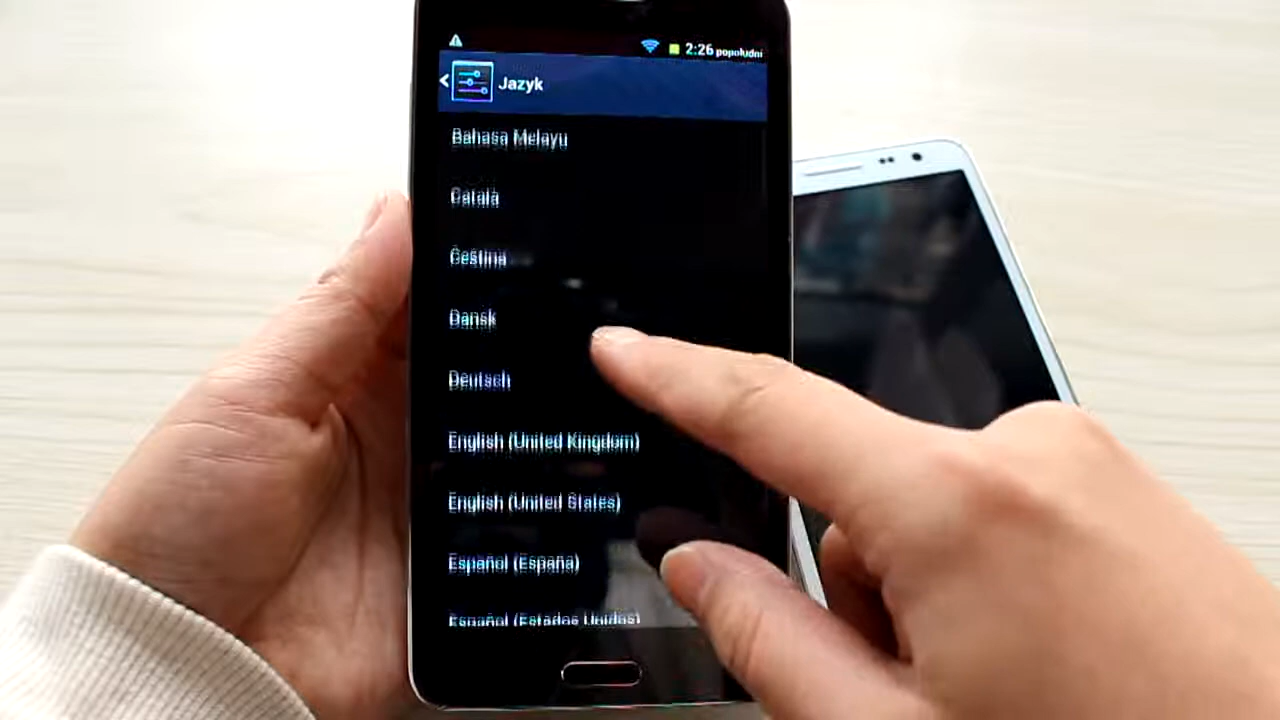 2:26 popoludní
Jazyk
Bahasa Melayu
Català
Čeština
Dansk
Deutsch
English (United Kingdom)
English (United States)
Español (España)
Español (Estados Unidos)